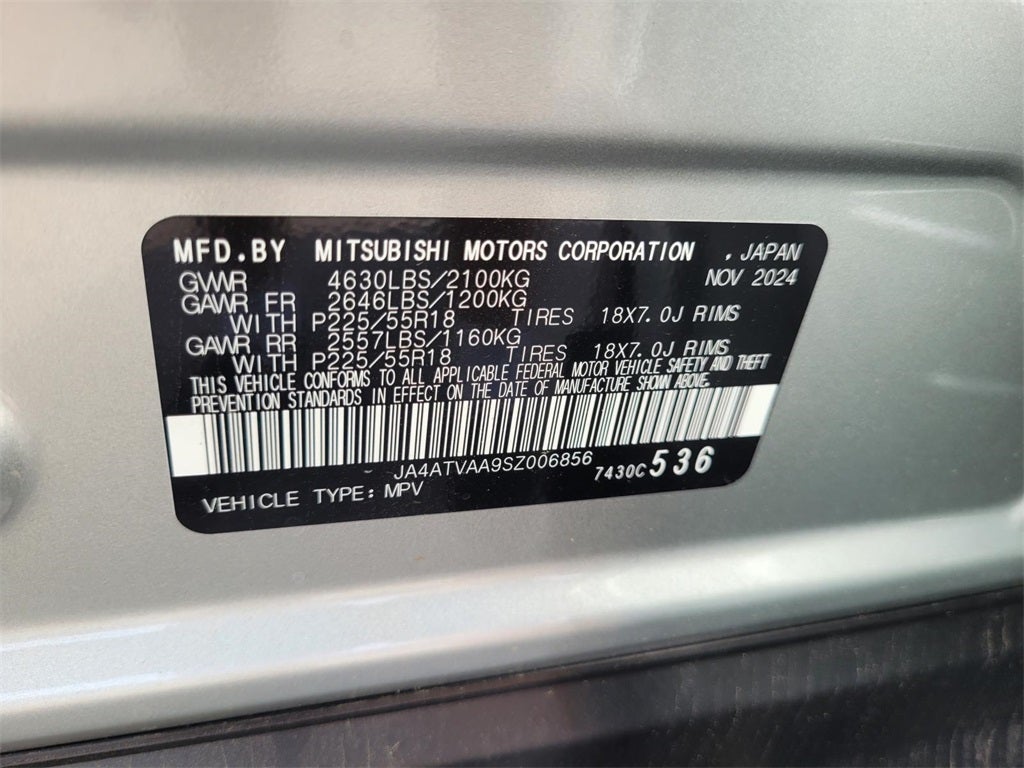 MFD.BY MITSUBISHI MOTORS CORPORATION . JAPAN
GVWR 4630LBS/2100KG NOV 2024
GAWR FR 2646LBS/1200KG
WITH P225/55R18 TIRES 18X7.0J RIMS
GAWR RR 2557LBS/1160KG
WITH P225/55R18 TIRES 18X7.0J RIMS
THIS VEHICLE CONFORMS TO ALL APPLICABLE FEDERAL MOTOR VEHICLE SAFETY AND THEFT
PREVENTION STANDARDS IN EFFECT ON THE DATE OF MANUFACTURE SHOWN ABOVE.
JA4ATVAA9SZ006856 7430C 536
VEHICLE TYPE: MPV